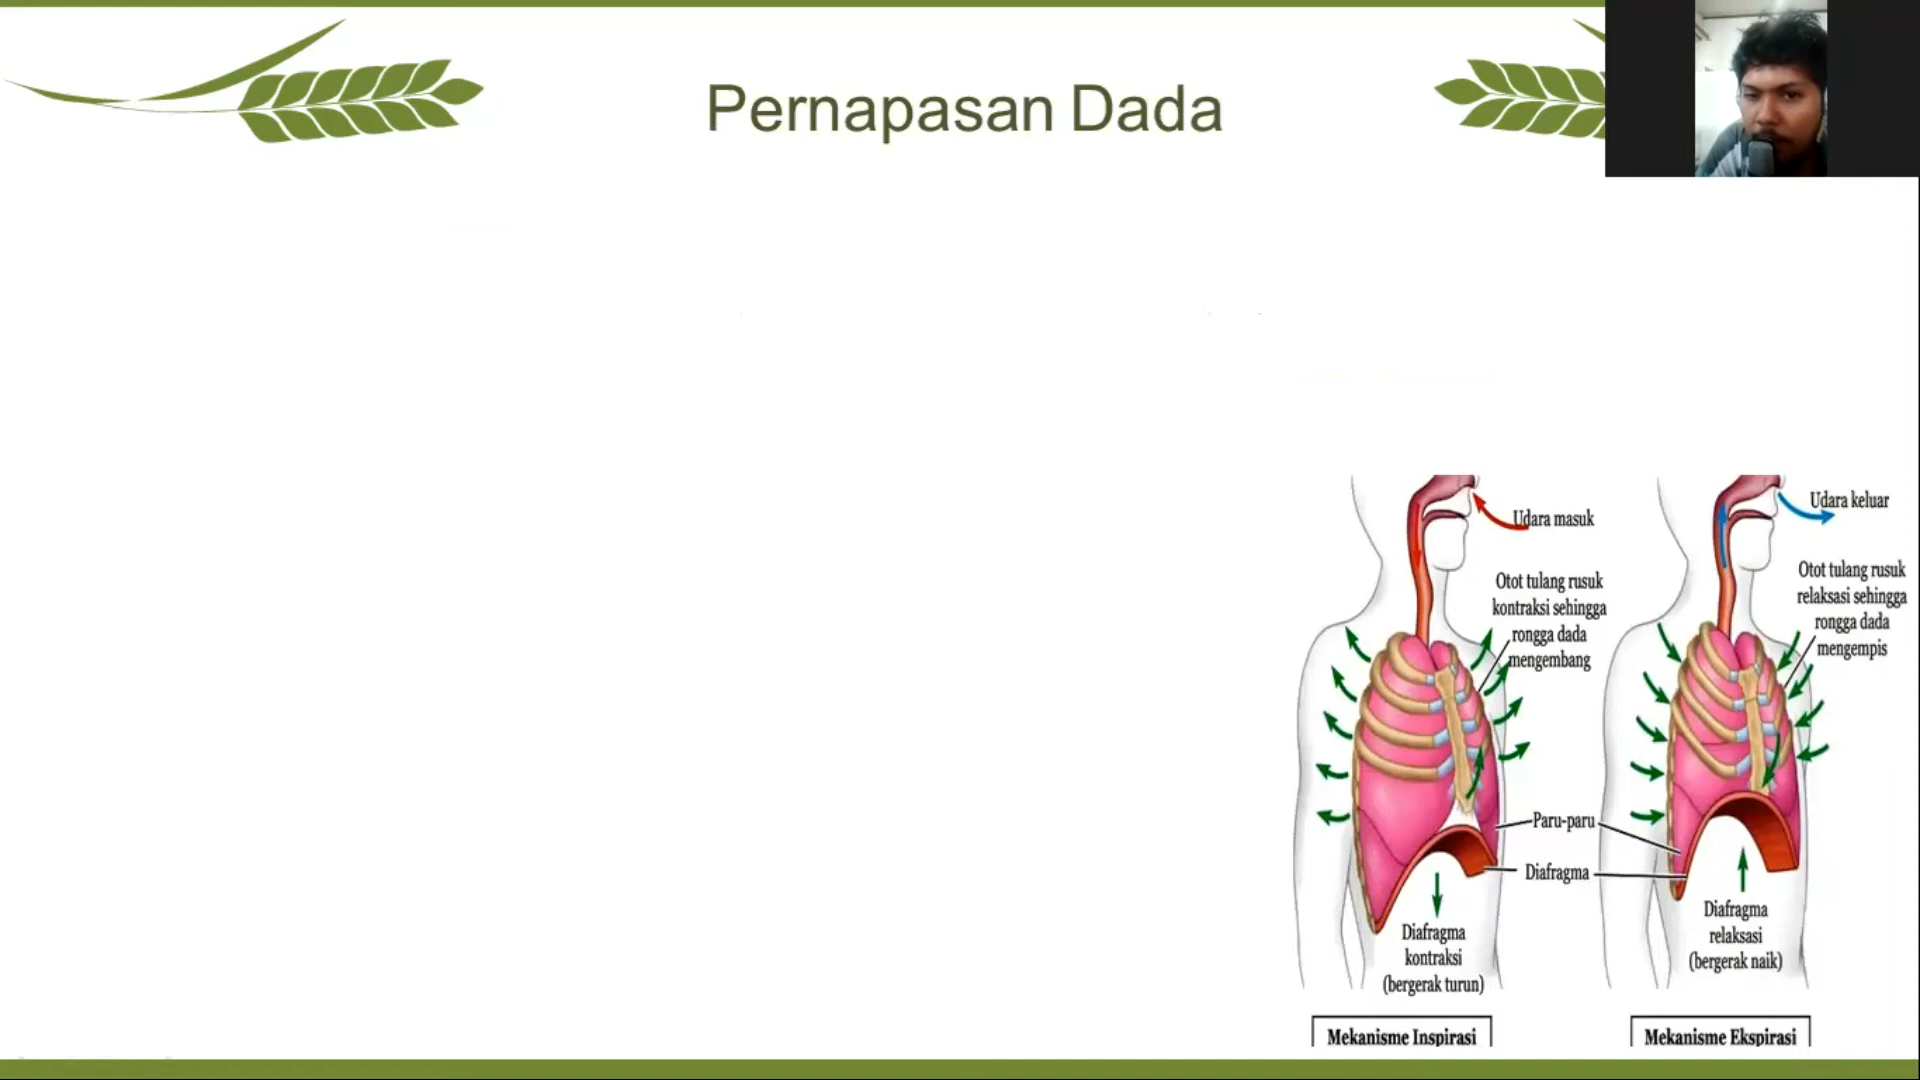 Pernapasan Dada
Udara masuk
Otot tulang rusuk
kontraksi sehingga
rongga dada
mengembang
Udara keluar
Otot tulang rusuk
relaksasi sehingga
rongga dada
mengempis
Paru-paru
Diafragma
Diafragma
kontraksi
(bergerak turun)
Diafragma
relaksasi
(bergerak naik)
Mekanisme Inspirasi
Mekanisme Ekspirasi